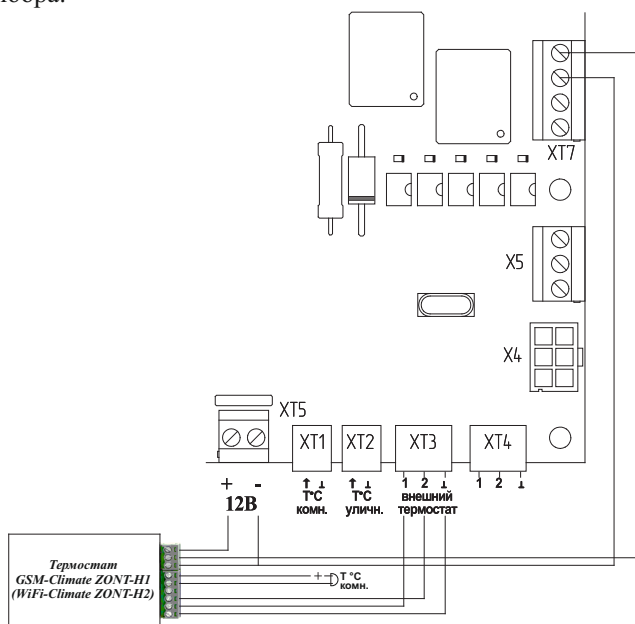 XT7
X5
X4
XT5
XT1 XT2 XT3 XT4
T°C комн.
T°C уличн.
1 2 ⊥
внешний термостат
1 2 ⊥
+ -
12В
Термостат
GSM-Climate ZONT-H1
(WiFi-Climate ZONT-H2)
+ -
T °C
комн.